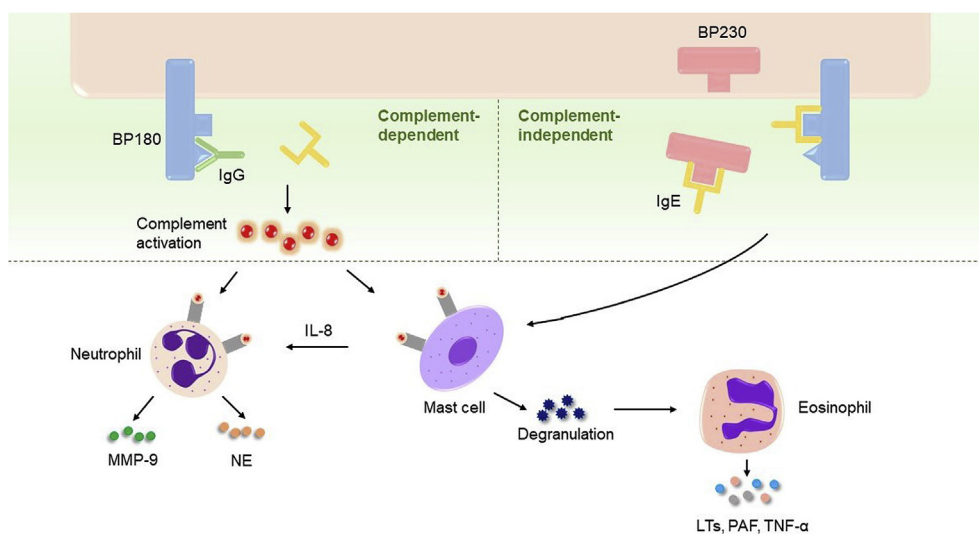 BP230
Complement-
dependent
Complement-
independent
BP180
IgG
IgE
Complement
activation
IL-8
Neutrophil
Mast cell
Eosinophil
Degranulation
MMP-9
NE
LTs, PAF, TNF-α